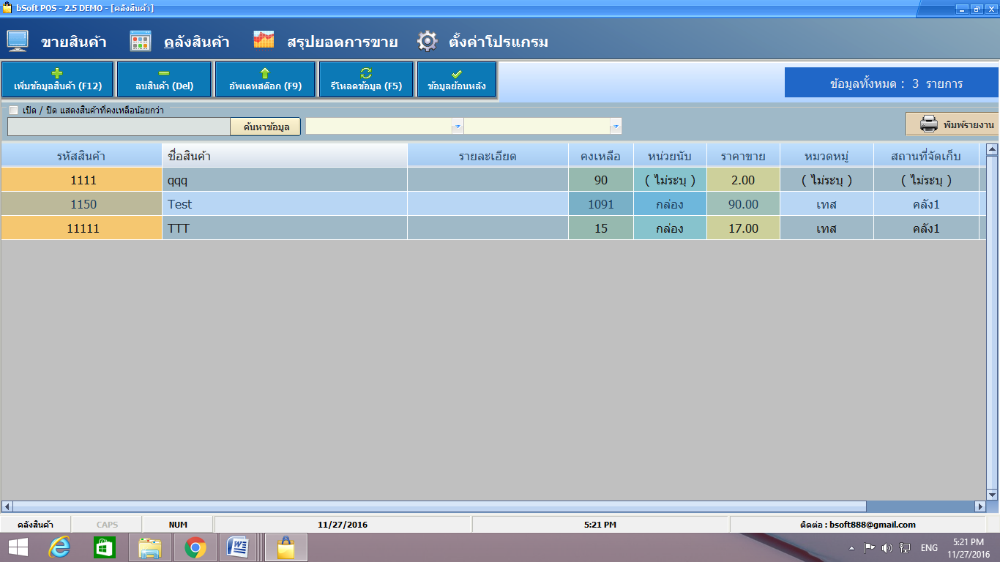 bSoft POS - 2.5 DEMO - [คลังสินค้า]
ขายสินค้า คลังสินค้า สรุปยอดการขาย ตั้งค่าโปรแกรม
เพิ่มข้อมูลสินค้า (F12) ลบสินค้า (Del) อัพเดทสต๊อก (F9) รีโหลดข้อมูล (F5) ข้อมูลย้อนหลัง ข้อมูลทั้งหมด : 3 รายการ
เปิด / ปิด แสดงสินค้าที่คงเหลือน้อยกว่า
ค้นหาข้อมูล พิมพ์รายงาน
รหัสสินค้า ชื่อสินค้า รายละเอียด คงเหลือ หน่วยนับ ราคาขาย หมวดหมู่ สถานที่จัดเก็บ
1111 qqq 90 ( ไม่ระบุ ) 2.00 ( ไม่ระบุ ) ( ไม่ระบุ )
1150 Test 1091 กล่อง 90.00 เทส คลัง1
11111 TTT 15 กล่อง 17.00 เทส คลัง1
คลังสินค้า CAPS NUM 11/27/2016 5:21 PM ติดต่อ : bsoft888@gmail.com
ENG 5:21 PM
11/27/2016